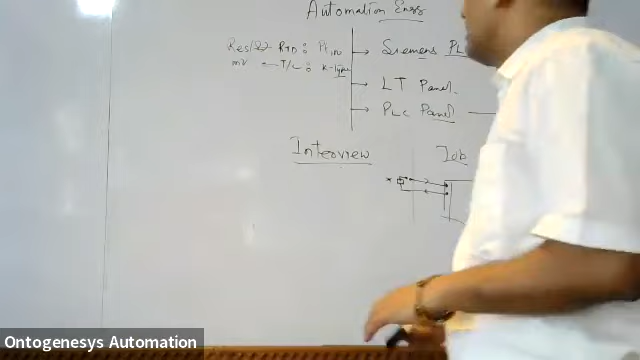 Automation Engg
Res/Ω RTD : Pt100 → Siemens PL
mV ← T/C : K-Type
→ LT Panel
→ PLC Panel
Interview Job
Ontogenesys Automation